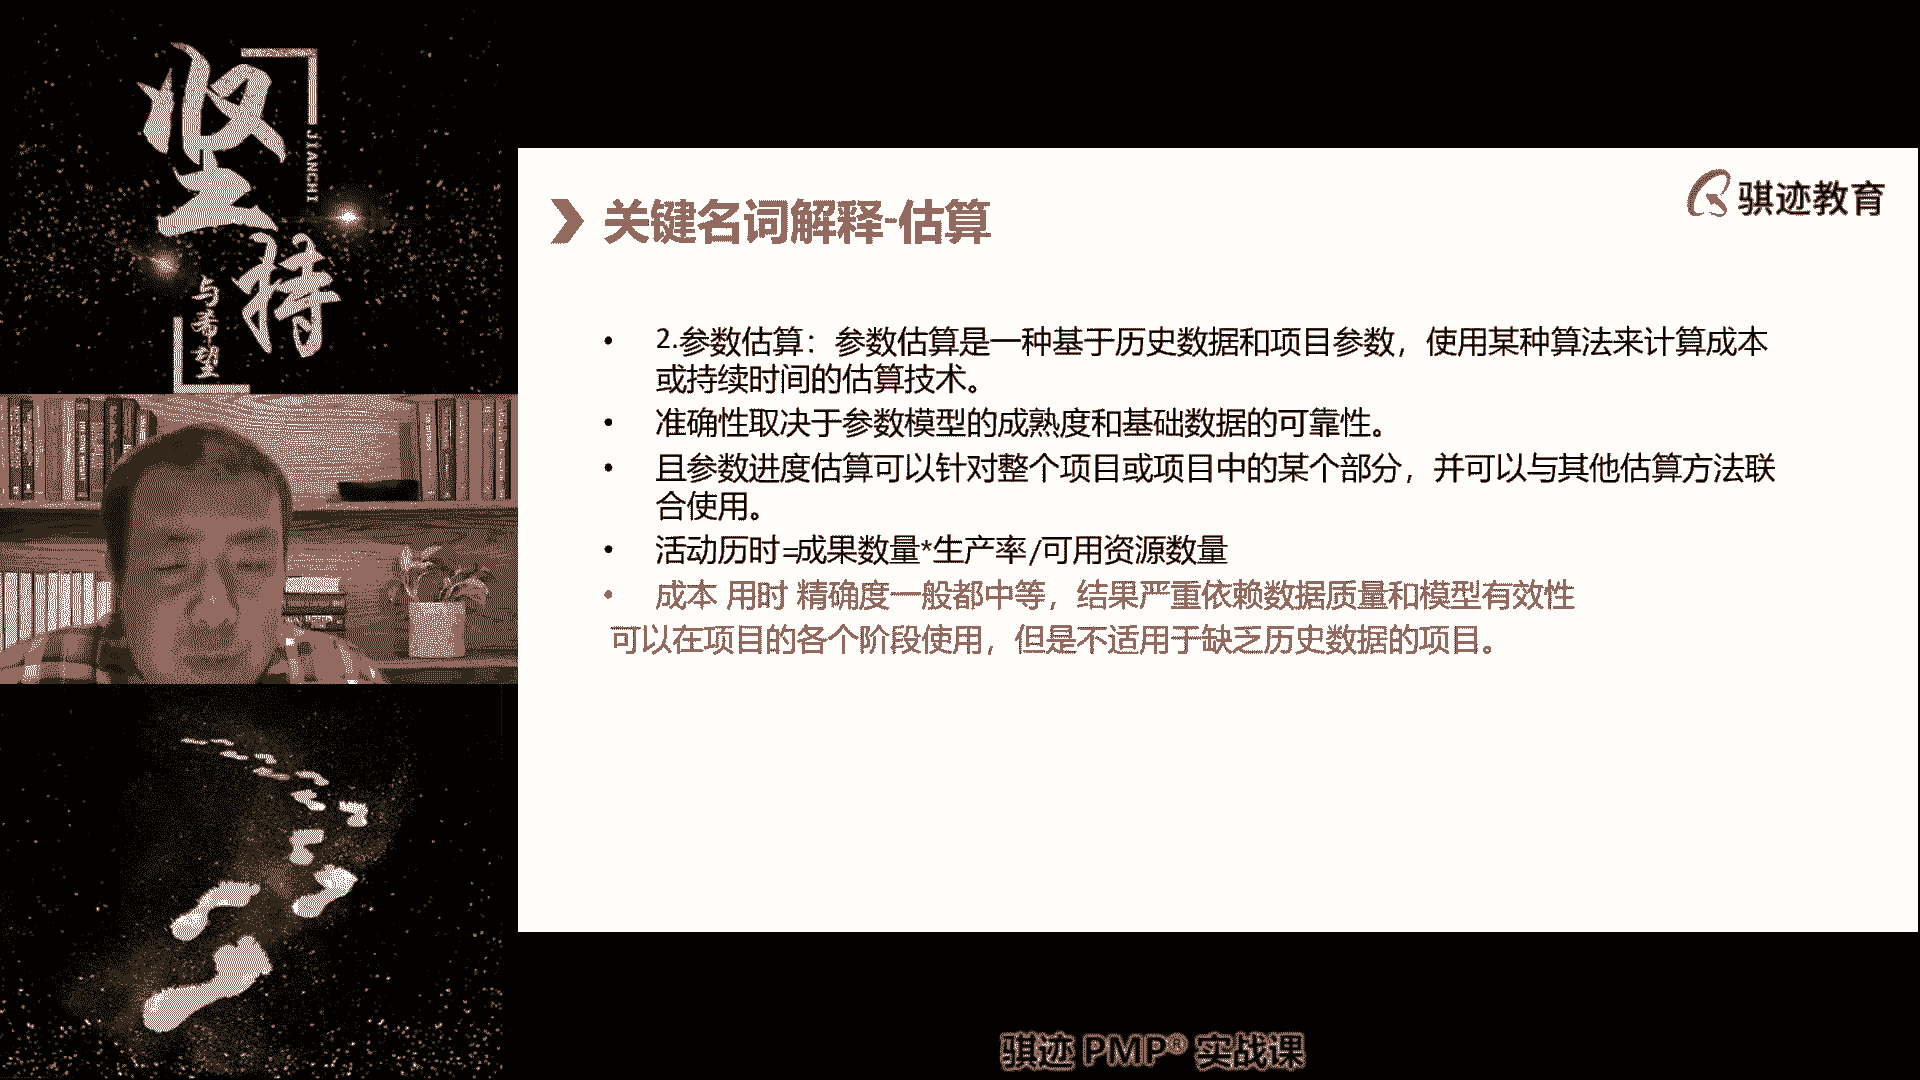 坚持
JIANCHI
与希望
骐迹教育
关键名词解释-估算
• 2.参数估算：参数估算是一种基于历史数据和项目参数，使用某种算法来计算成本
或持续时间的估算技术。
• 准确性取决于参数模型的成熟度和基础数据的可靠性。
• 且参数进度估算可以针对整个项目或项目中的某个部分，并可以与其他估算方法联
合使用。
• 活动历时=成果数量*生产率/可用资源数量
• 成本 用时 精确度一般都中等，结果严重依赖数据质量和模型有效性
可以在项目的各个阶段使用，但是不适用于缺乏历史数据的项目。
骐迹 PMP® 实战课